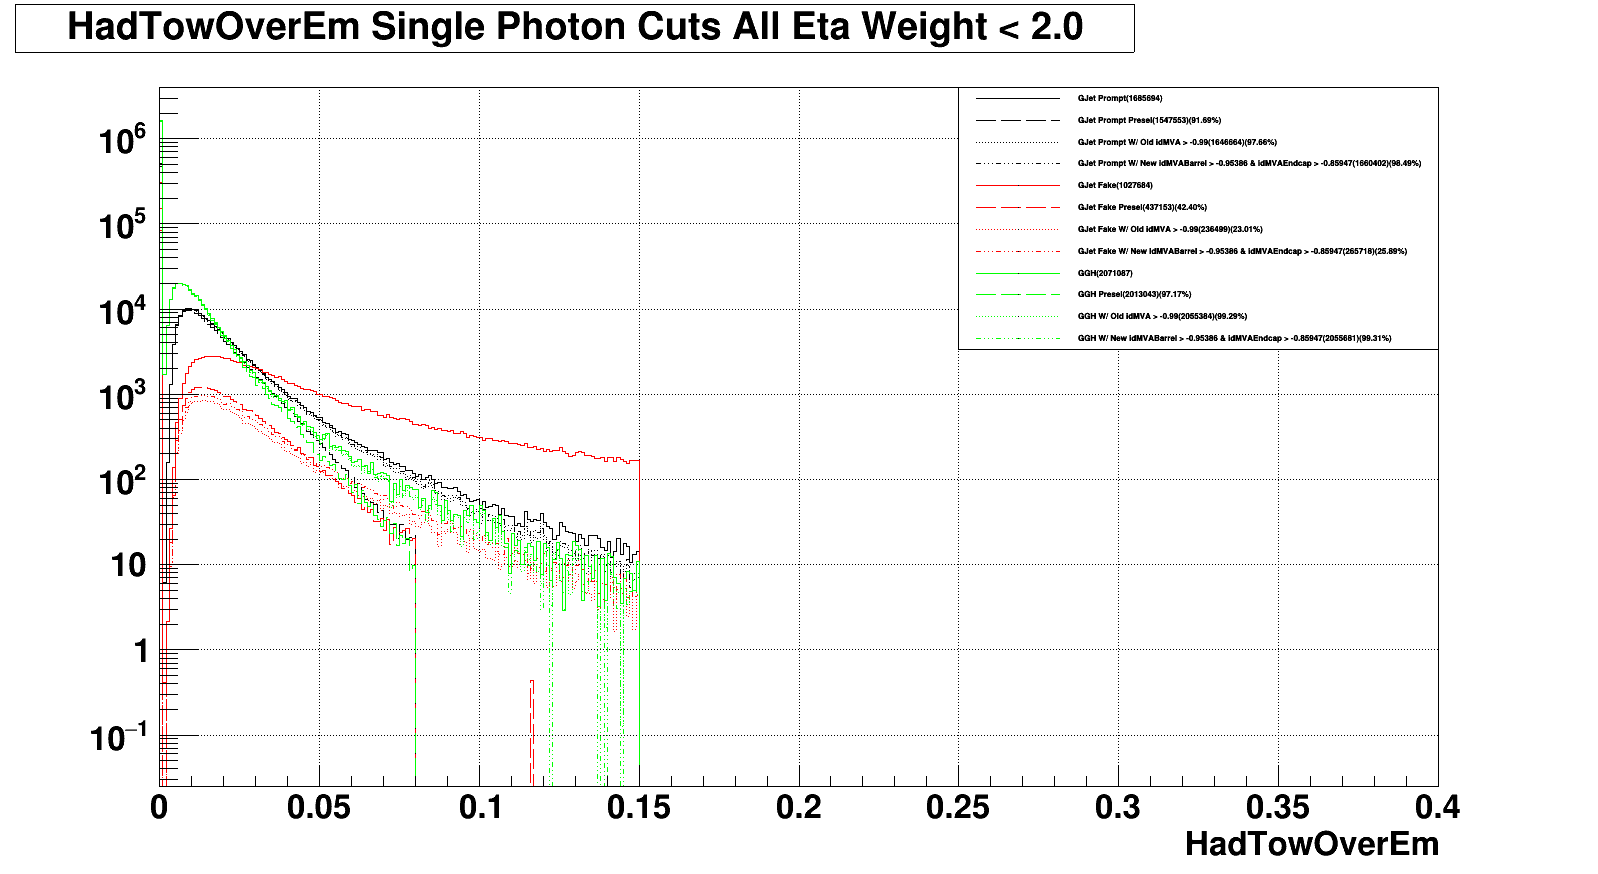 HadTowOverEm Single Photon Cuts All Eta Weight < 2.0
GJet Prompt(1685694)
GJet Prompt Presel(1547553)(91.69%)
GJet Prompt W/ Old idMVA > -0.99(1646664)(97.66%)
GJet Prompt W/ New idMVABarrel > -0.95386 & idMVAEndcap > -0.85947(1660402)(98.49%)
GJet Fake(1027684)
GJet Fake Presel(437153)(42.40%)
GJet Fake W/ Old idMVA > -0.99(236499)(23.01%)
GJet Fake W/ New idMVABarrel > -0.95386 & idMVAEndcap > -0.85947(265718)(25.89%)
GGH(2071087)
GGH Presel(2013043)(97.17%)
GGH W/ Old idMVA > -0.99(2055384)(99.29%)
GGH W/ New idMVABarrel > -0.95386 & idMVAEndcap > -0.85947(2055681)(99.31%)
10⁶
10⁵
10⁴
10³
10²
10
1
10⁻¹
0 0.05 0.1 0.15 0.2 0.25 0.3 0.35 0.4
HadTowOverEm